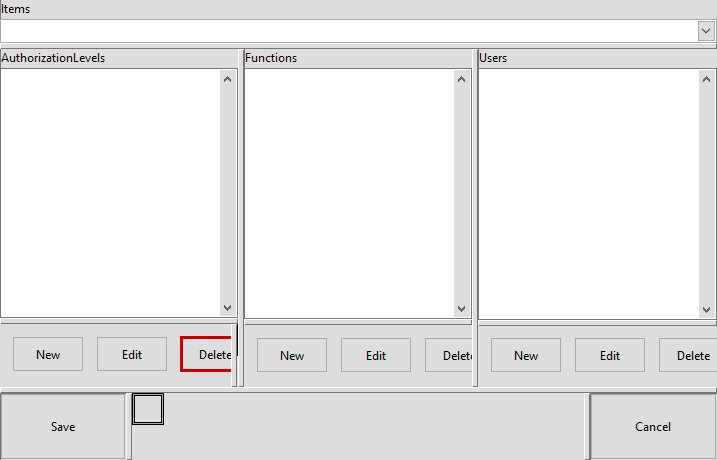 Items
AuthorizationLevels
Functions
Users
New
Edit
Delete
New
Edit
Delet
New
Edit
Delete
Save
Cancel